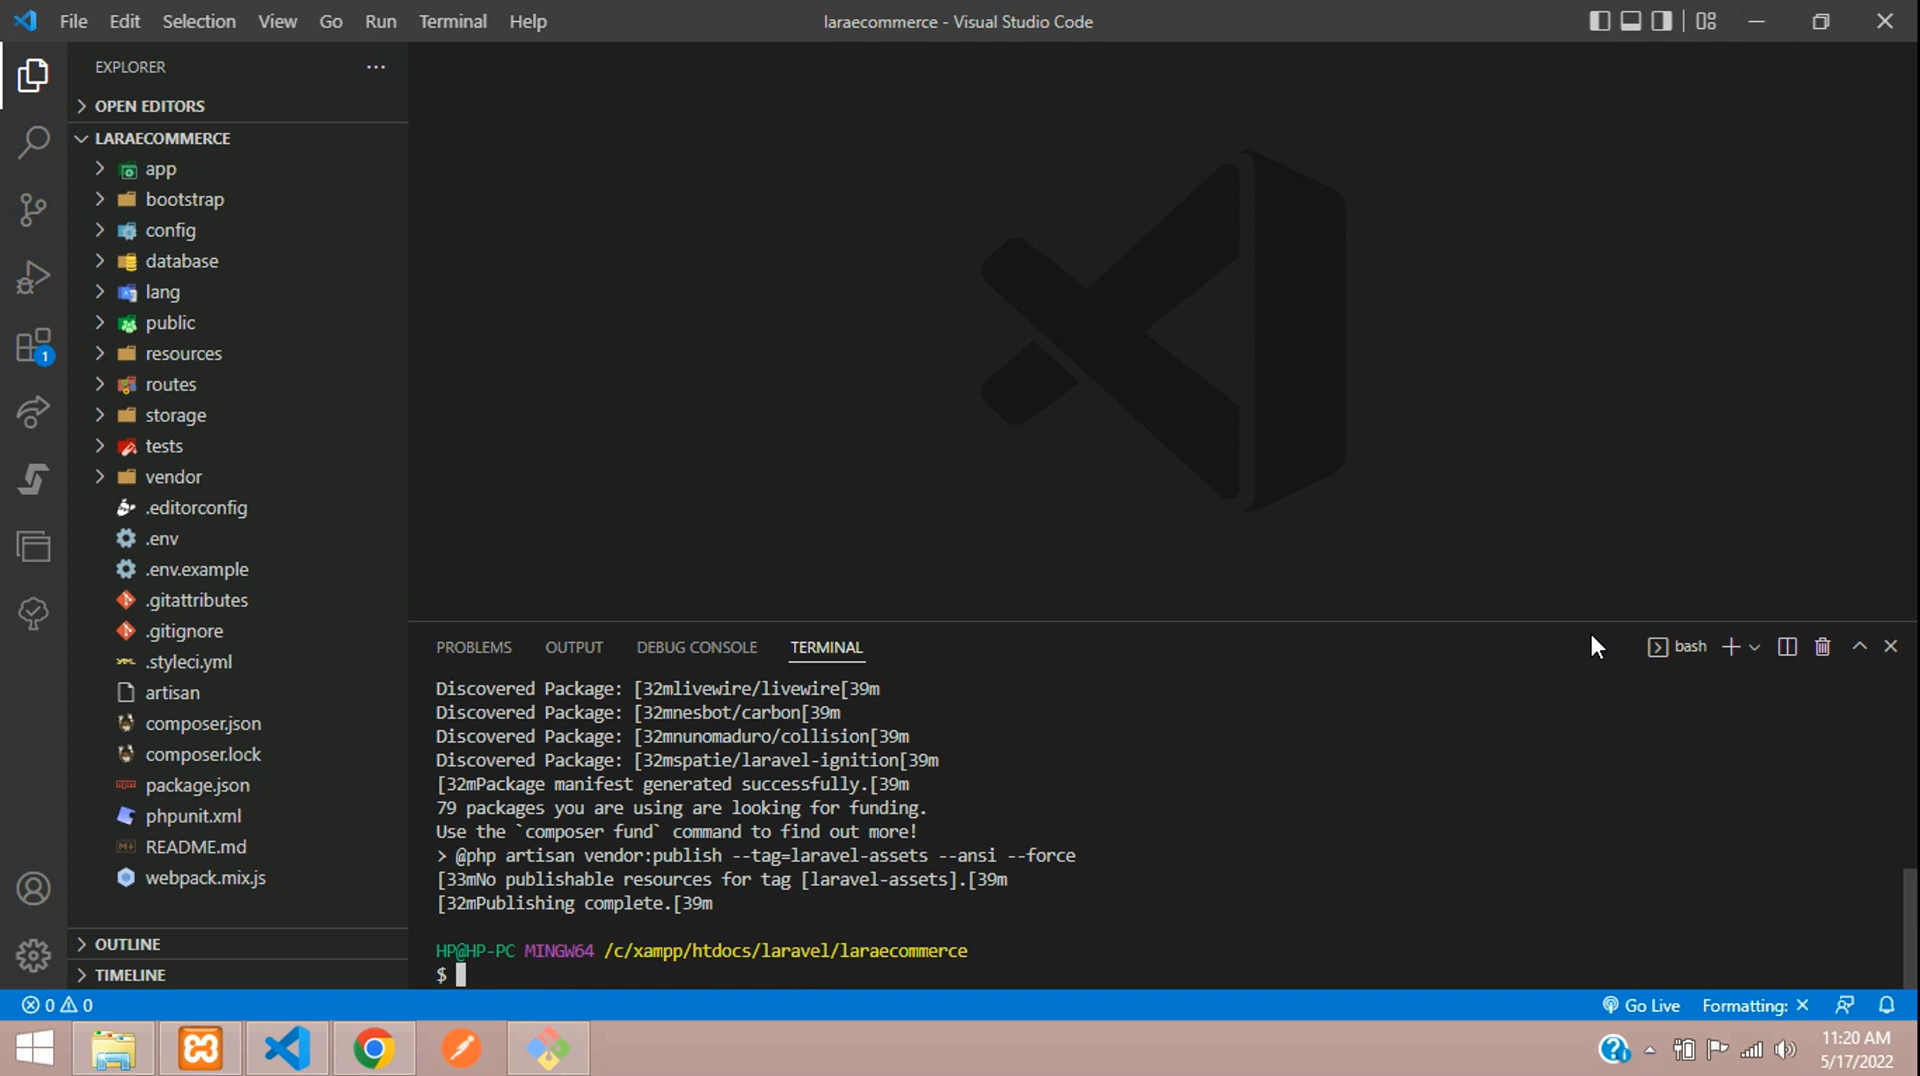 File Edit Selection View Go Run Terminal Help
laraecommerce - Visual Studio Code
EXPLORER
OPEN EDITORS
LARAECOMMERCE
app
bootstrap
config
database
lang
public
resources
routes
storage
tests
vendor
.editorconfig
.env
.env.example
.gitattributes
.gitignore
.styleci.yml
artisan
composer.json
composer.lock
package.json
phpunit.xml
README.md
webpack.mix.js
OUTLINE
TIMELINE
1
PROBLEMS OUTPUT DEBUG CONSOLE TERMINAL
bash
Discovered Package: [32mlivewire/livewire[39m
Discovered Package: [32mnesbot/carbon[39m
Discovered Package: [32mnunomaduro/collision[39m
Discovered Package: [32mspatie/laravel-ignition[39m
[32mPackage manifest generated successfully.[39m
79 packages you are using are looking for funding.
Use the `composer fund` command to find out more!
> @php artisan vendor:publish --tag=laravel-assets --ansi --force
[33mNo publishable resources for tag [laravel-assets].[39m
[32mPublishing complete.[39m
HP@HP-PC MINGW64 /c/xampp/htdocs/laravel/laraecommerce
$
0 0
Go Live Formatting: ×
11:20 AM
5/17/2022